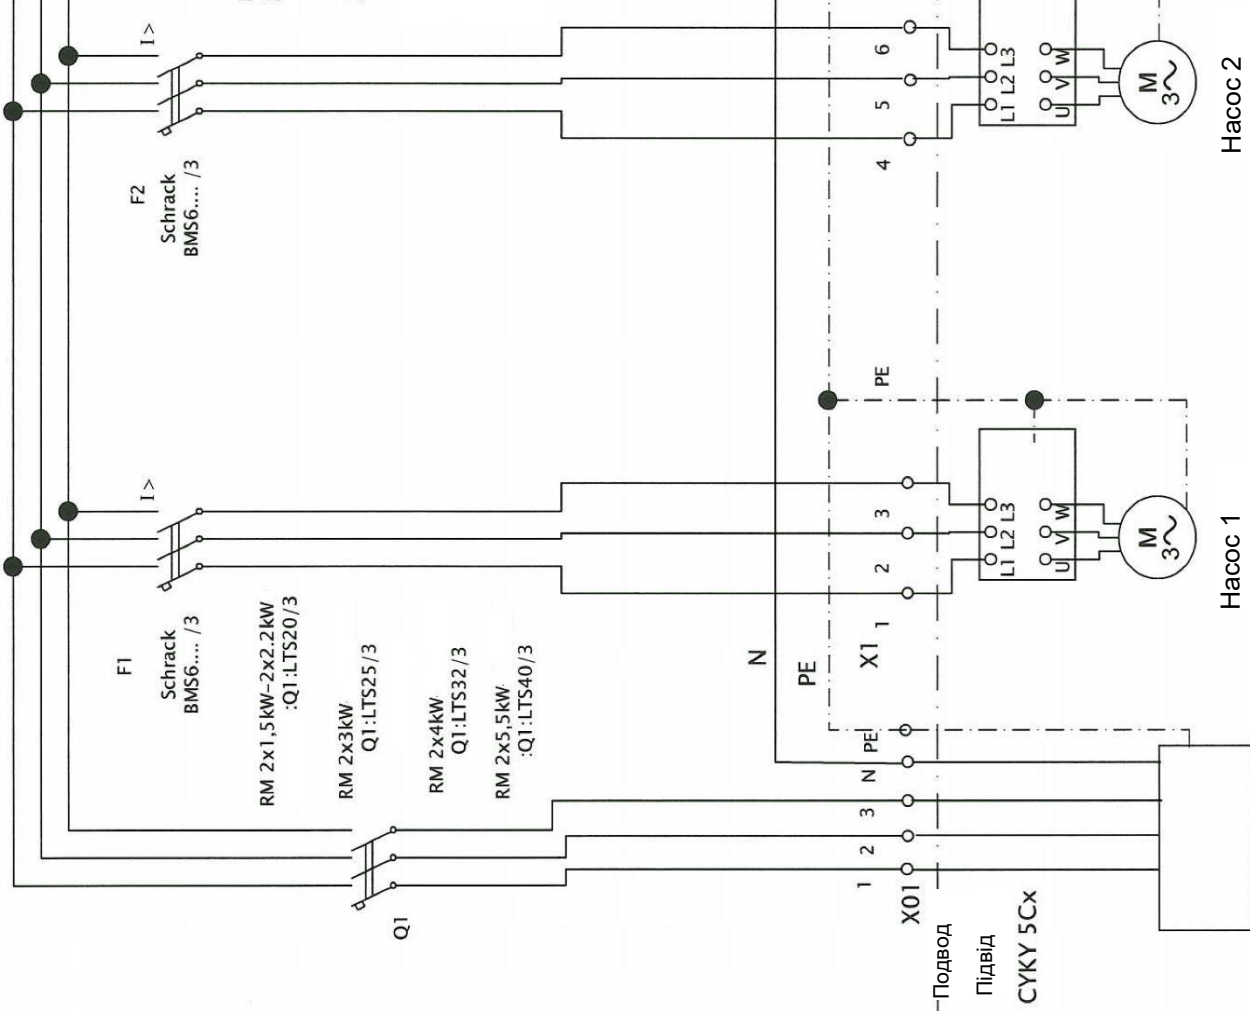 I >
F2
Schrack
BMS6.... /3
6
5
4
L3
L2
L1
W
V
U
M
3~
Насос 2
PE
I >
F1
Schrack
BMS6.... /3
3
2
1
X1
L3
L2
L1
W
V
U
M
3~
Насос 1
RM 2x1,5kW-2x2.2kW
:Q1:LTS20/3
RM 2x3kW
Q1:LTS25/3
RM 2x4kW
Q1:LTS32/3
RM 2x5,5kW
:Q1:LTS40/3
N
PE
Q1
PE
N
3
2
1
X01
Подвод
Підвід
CYKY 5Cx